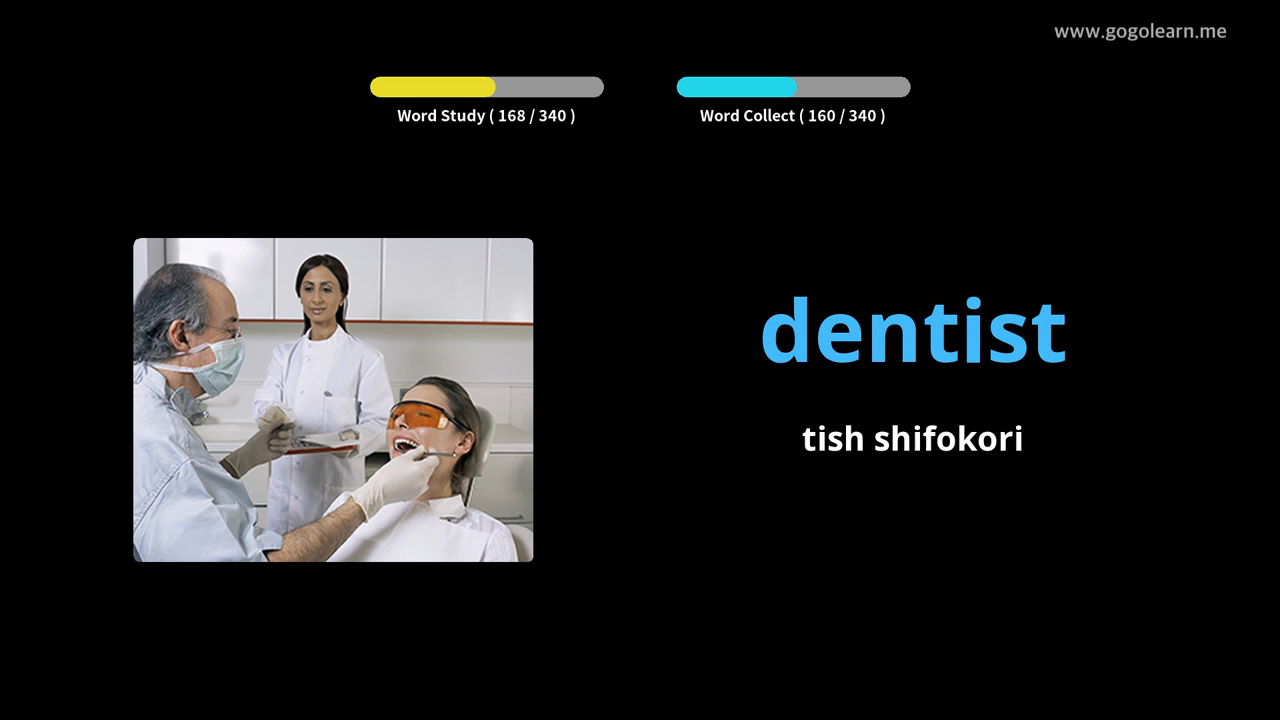 www.gogolearn.me
Word Study ( 168 / 340 )
Word Collect ( 160 / 340 )
dentist
tish shifokori